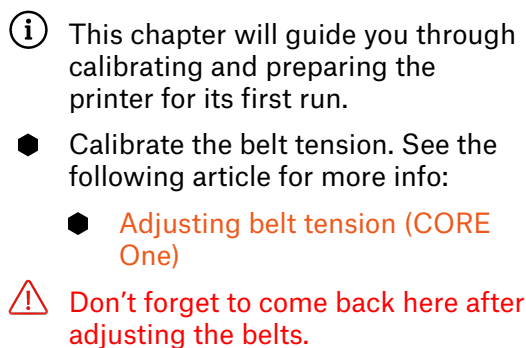 This chapter will guide you through
calibrating and preparing the
printer for its first run.
Calibrate the belt tension. See the
following article for more info:
Adjusting belt tension (CORE
One)
Don’t forget to come back here after
adjusting the belts.